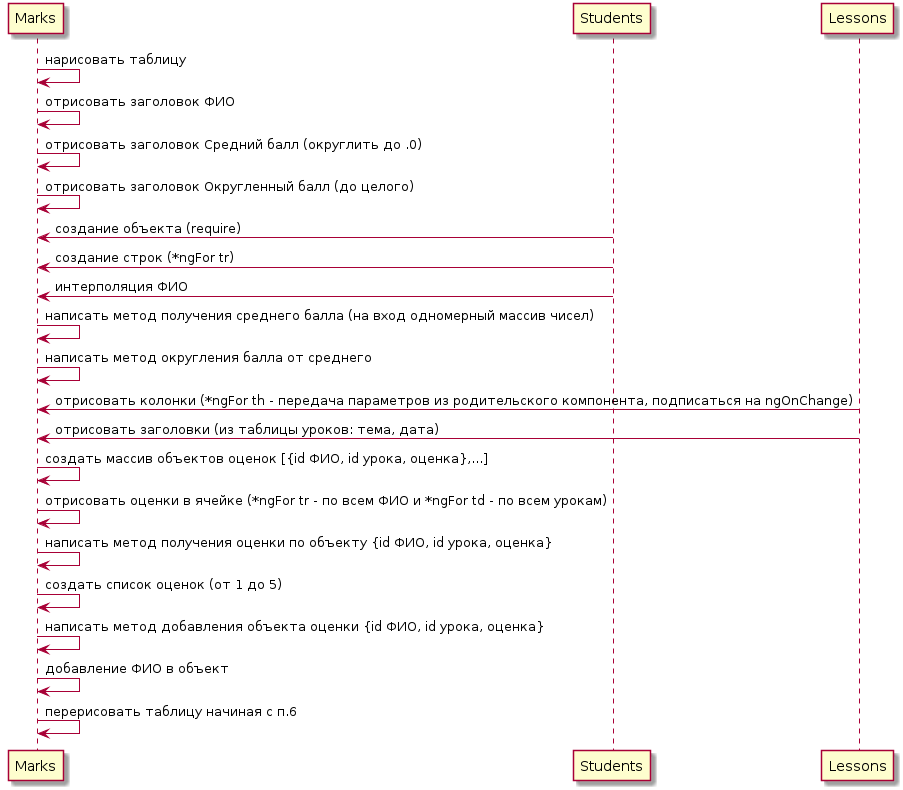 Marks
Students
Lessons
нарисовать таблицу
отрисовать заголовок ФИО
отрисовать заголовок Средний балл (округлить до .0)
отрисовать заголовок Округленный балл (до целого)
создание объекта (require)
создание строк (*ngFor tr)
интерполяция ФИО
написать метод получения среднего балла (на вход одномерный массив чисел)
написать метод округления балла от среднего
отрисовать колонки (*ngFor th - передача параметров из родительского компонента, подписаться на ngOnChange)
отрисовать заголовки (из таблицы уроков: тема, дата)
создать массив объектов оценок [{id ФИО, id урока, оценка},...]
отрисовать оценки в ячейке (*ngFor tr - по всем ФИО и *ngFor td - по всем урокам)
написать метод получения оценки по объекту {id ФИО, id урока, оценка}
создать список оценок (от 1 до 5)
написать метод добавления объекта оценки {id ФИО, id урока, оценка}
добавление ФИО в объект
перерисовать таблицу начиная с п.6
Marks
Students
Lessons